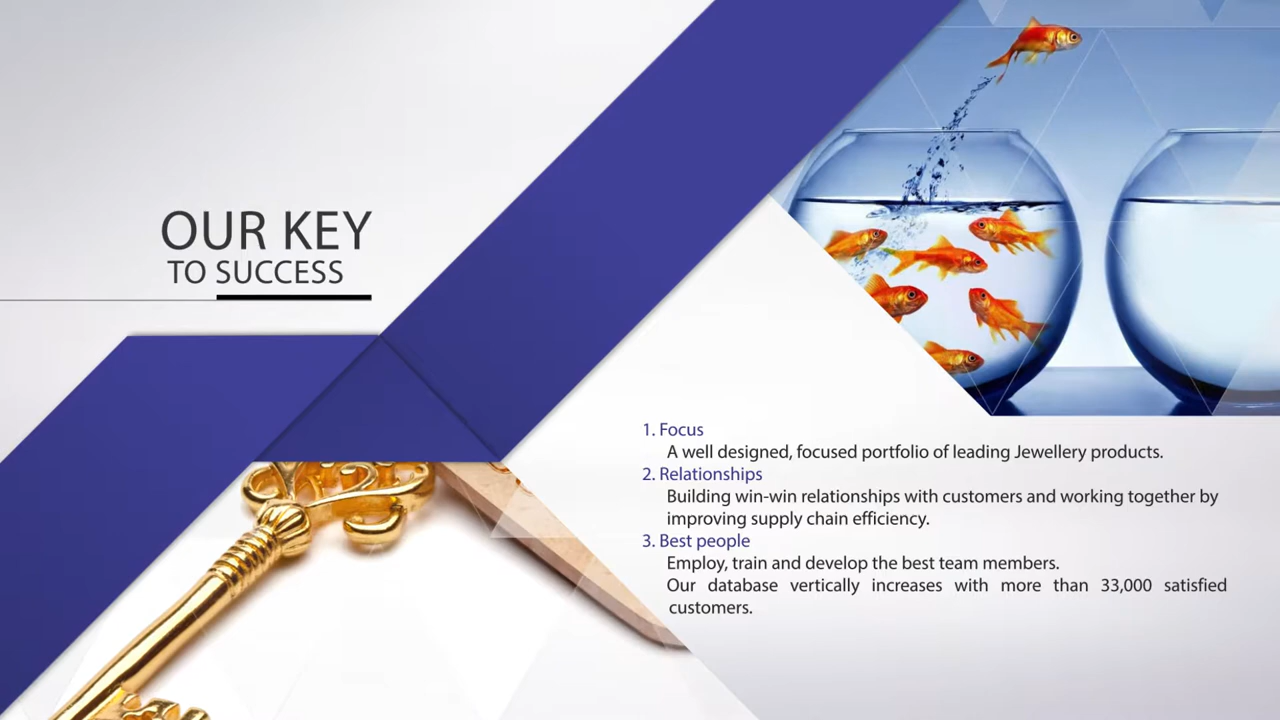 OUR KEY
TO SUCCESS
1. Focus
A well designed, focused portfolio of leading Jewellery products.
2. Relationships
Building win-win relationships with customers and working together by
improving supply chain efficiency.
3. Best people
Employ, train and develop the best team members.
Our database vertically increases with more than 33,000 satisfied
customers.